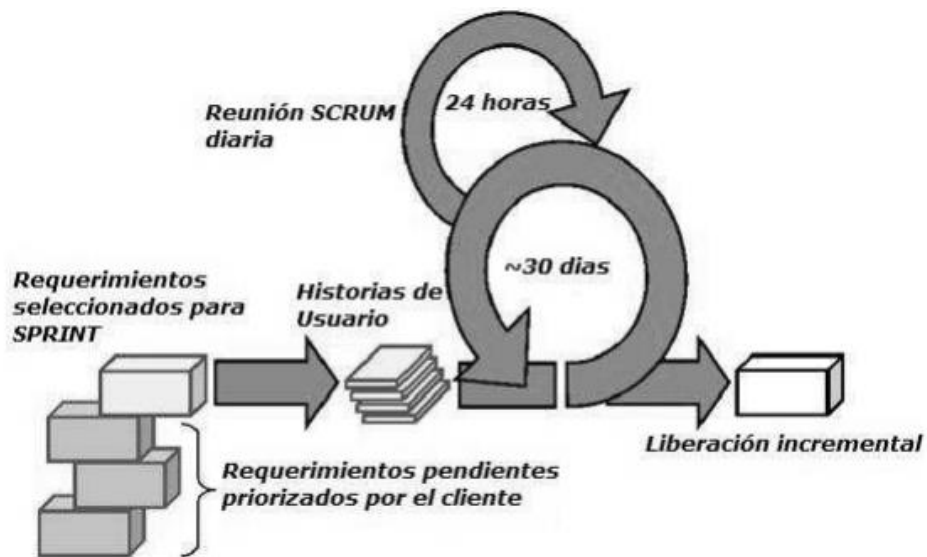 Reunión SCRUM
diaria
24 horas
~30 dias
Requerimientos
seleccionados para
SPRINT
Historias de
Usuario
Liberación incremental
Requerimientos pendientes
priorizados por el cliente